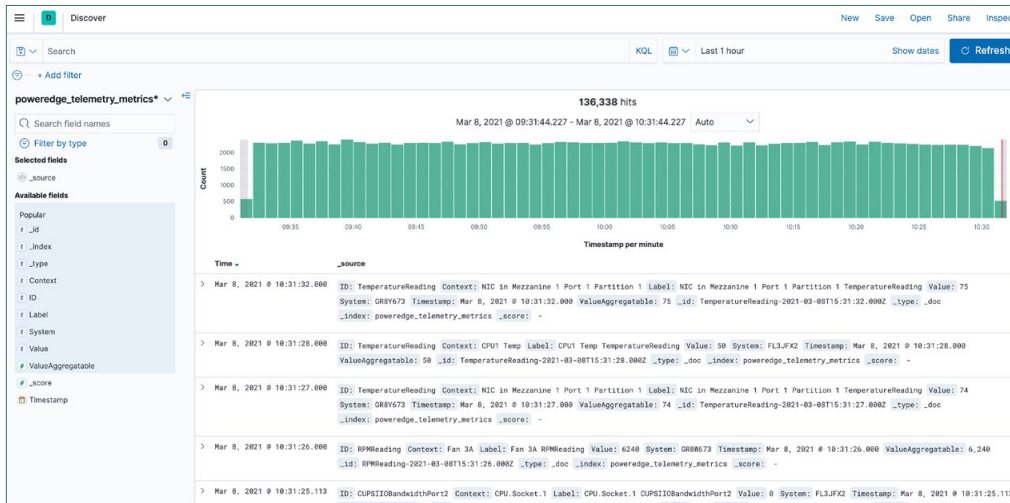 D Discover New Save Open Share Inspec
Search KQL Last 1 hour Show dates Refresh
+ Add filter
poweredge_telemetry_metrics*
Search field names
Filter by type 0
Selected fields
_source
Available fields
Popular
t _id
t _index
t _type
t Context
t ID
t Label
t System
t Value
# ValueAggregatable
# _score
Timestamp
136,338 hits
Mar 8, 2021 @ 09:31:44.227 - Mar 8, 2021 @ 10:31:44.227 Auto
Count
2000
1500
1000
500
0
09:35 09:40 09:45 09:50 09:55 10:00 10:05 10:10 10:15 10:20 10:25 10:30
Timestamp per minute
Time _source
> Mar 8, 2021 @ 10:31:32.000 ID: TemperatureReading Context: NIC in Mezzanine 1 Port 1 Partition 1 Label: NIC in Mezzanine 1 Port 1 Partition 1 TemperatureReading Value: 75
System: GR8Y673 Timestamp: Mar 8, 2021 @ 10:31:32.000 ValueAggregatable: 75 _id: TemperatureReading-2021-03-08T15:31:32.000Z _type: _doc
_index: poweredge_telemetry_metrics _score: -
> Mar 8, 2021 @ 10:31:28.000 ID: TemperatureReading Context: CPU1 Temp Label: CPU1 Temp TemperatureReading Value: 50 System: FL3JFX2 Timestamp: Mar 8, 2021 @ 10:31:28.000
ValueAggregatable: 50 _id: TemperatureReading-2021-03-08T15:31:28.000Z _type: _doc _index: poweredge_telemetry_metrics _score: -
> Mar 8, 2021 @ 10:31:27.000 ID: TemperatureReading Context: NIC in Mezzanine 1 Port 1 Partition 1 Label: NIC in Mezzanine 1 Port 1 Partition 1 TemperatureReading Value: 74
System: GR8Y673 Timestamp: Mar 8, 2021 @ 10:31:27.000 ValueAggregatable: 74 _id: TemperatureReading-2021-03-08T15:31:27.000Z _type: _doc
_index: poweredge_telemetry_metrics _score: -
> Mar 8, 2021 @ 10:31:26.000 ID: RPMReading Context: Fan 3A Label: Fan 3A RPMReading Value: 6240 System: GR8W673 Timestamp: Mar 8, 2021 @ 10:31:26.000 ValueAggregatable: 6,240
_id: RPMReading-2021-03-08T15:31:26.000Z _type: _doc _index: poweredge_telemetry_metrics _score: -
> Mar 8, 2021 @ 10:31:25.113 ID: CUPSIIOBandwidthPort2 Context: CPU.Socket.1 Label: CPU.Socket.1 CUPSIIOBandwidthPort2 Value: 0 System: FL3JFX2 Timestamp: Mar 8, 2021 @ 10:31:25.113